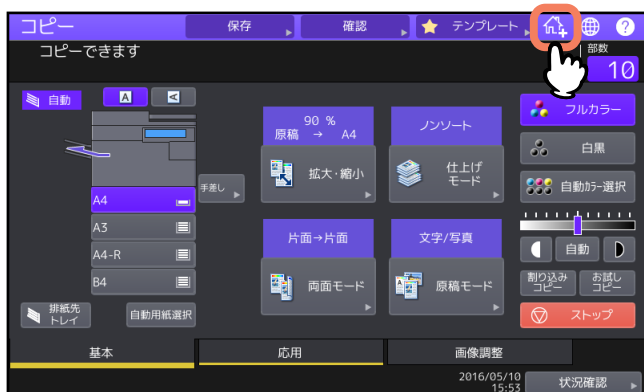 コピー
保存
確認
テンプレート
?
コピーできます
部数
10
自動
A
A
90 %
原稿 → A4
拡大・縮小
ノンソート
仕上げ
モード
フルカラー
白黒
自動ｶﾗｰ選択
手差し
A4
A3
A4-R
B4
片面→片面
両面モード
文字/写真
原稿モード
自動
割り込み
コピー
お試し
コピー
排紙先
トレイ
自動用紙選択
ストップ
基本
応用
画像調整
2016/05/10
15:53
状況確認